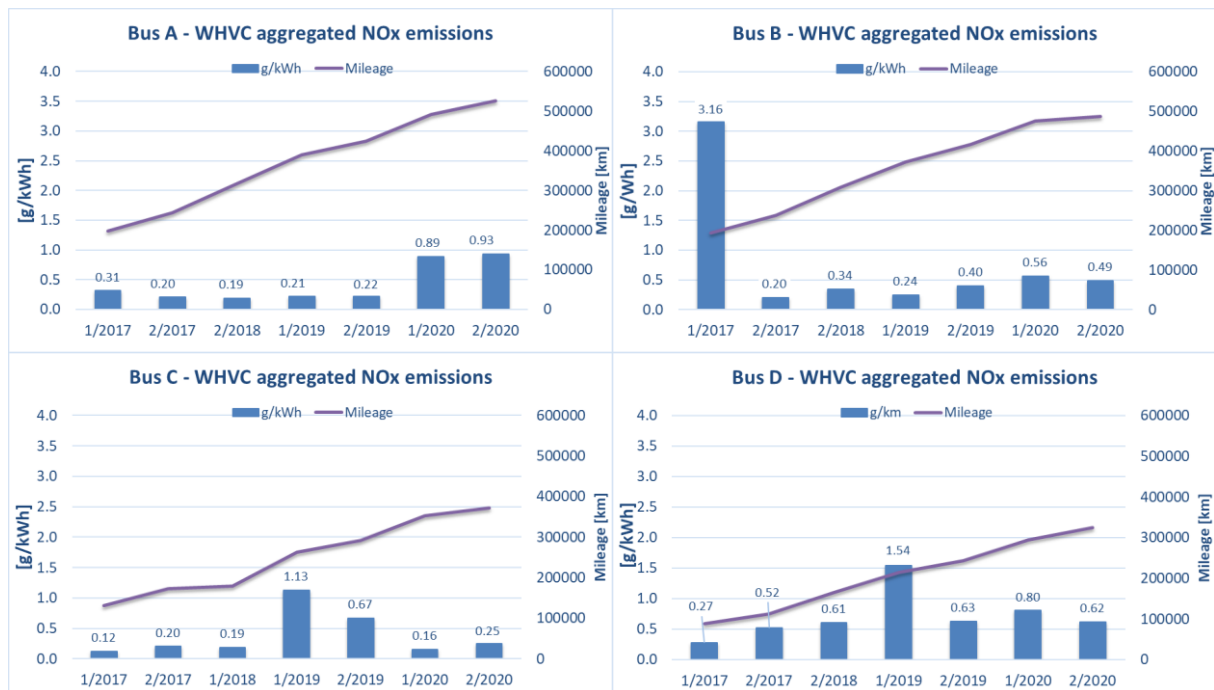 Bus A - WHVC aggregated NOx emissions
g/kWh Mileage
4.0 600000
3.5 500000
3.0 400000
2.5
2.0 300000
1.5 200000
1.0 100000
0.5
0.0 0
[g/kWh]
Mileage [km]
0.31 0.20 0.19 0.21 0.22 0.89 0.93
1/2017 2/2017 2/2018 1/2019 2/2019 1/2020 2/2020
Bus B - WHVC aggregated NOx emissions
g/kWh Mileage
4.0 600000
3.5 500000
3.0 400000
2.5
2.0 300000
1.5 200000
1.0 100000
0.5
0.0 0
[g/Wh]
Mileage [km]
3.16 0.20 0.34 0.24 0.40 0.56 0.49
1/2017 2/2017 2/2018 1/2019 2/2019 1/2020 2/2020
Bus C - WHVC aggregated NOx emissions
g/kWh Mileage
4.0 600000
3.5 500000
3.0 400000
2.5
2.0 300000
1.5 200000
1.0 100000
0.5
0.0 0
[g/kWh]
Mileage [km]
0.12 0.20 0.19 1.13 0.67 0.16 0.25
1/2017 2/2017 1/2018 1/2019 2/2019 1/2020 2/2020
Bus D - WHVC aggregated NOx emissions
g/km Mileage
4.0 600000
3.5 500000
3.0 400000
2.5
2.0 300000
1.5 200000
1.0 100000
0.5
0.0 0
[g/kWh]
Mileage [km]
0.27 0.52 0.61 1.54 0.63 0.80 0.62
1/2017 2/2017 2/2018 1/2019 2/2019 1/2020 2/2020